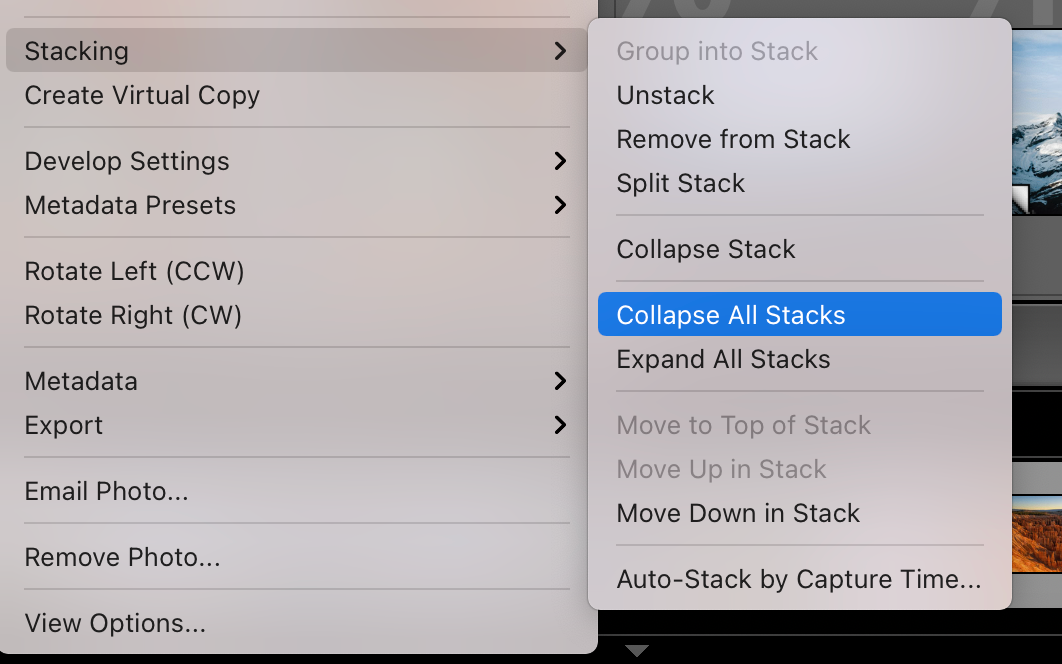 Stacking
Create Virtual Copy
Develop Settings
Metadata Presets
Rotate Left (CCW)
Rotate Right (CW)
Metadata
Export
Email Photo...
Remove Photo...
View Options...
Group into Stack
Unstack
Remove from Stack
Split Stack
Collapse Stack
Collapse All Stacks
Expand All Stacks
Move to Top of Stack
Move Up in Stack
Move Down in Stack
Auto-Stack by Capture Time...